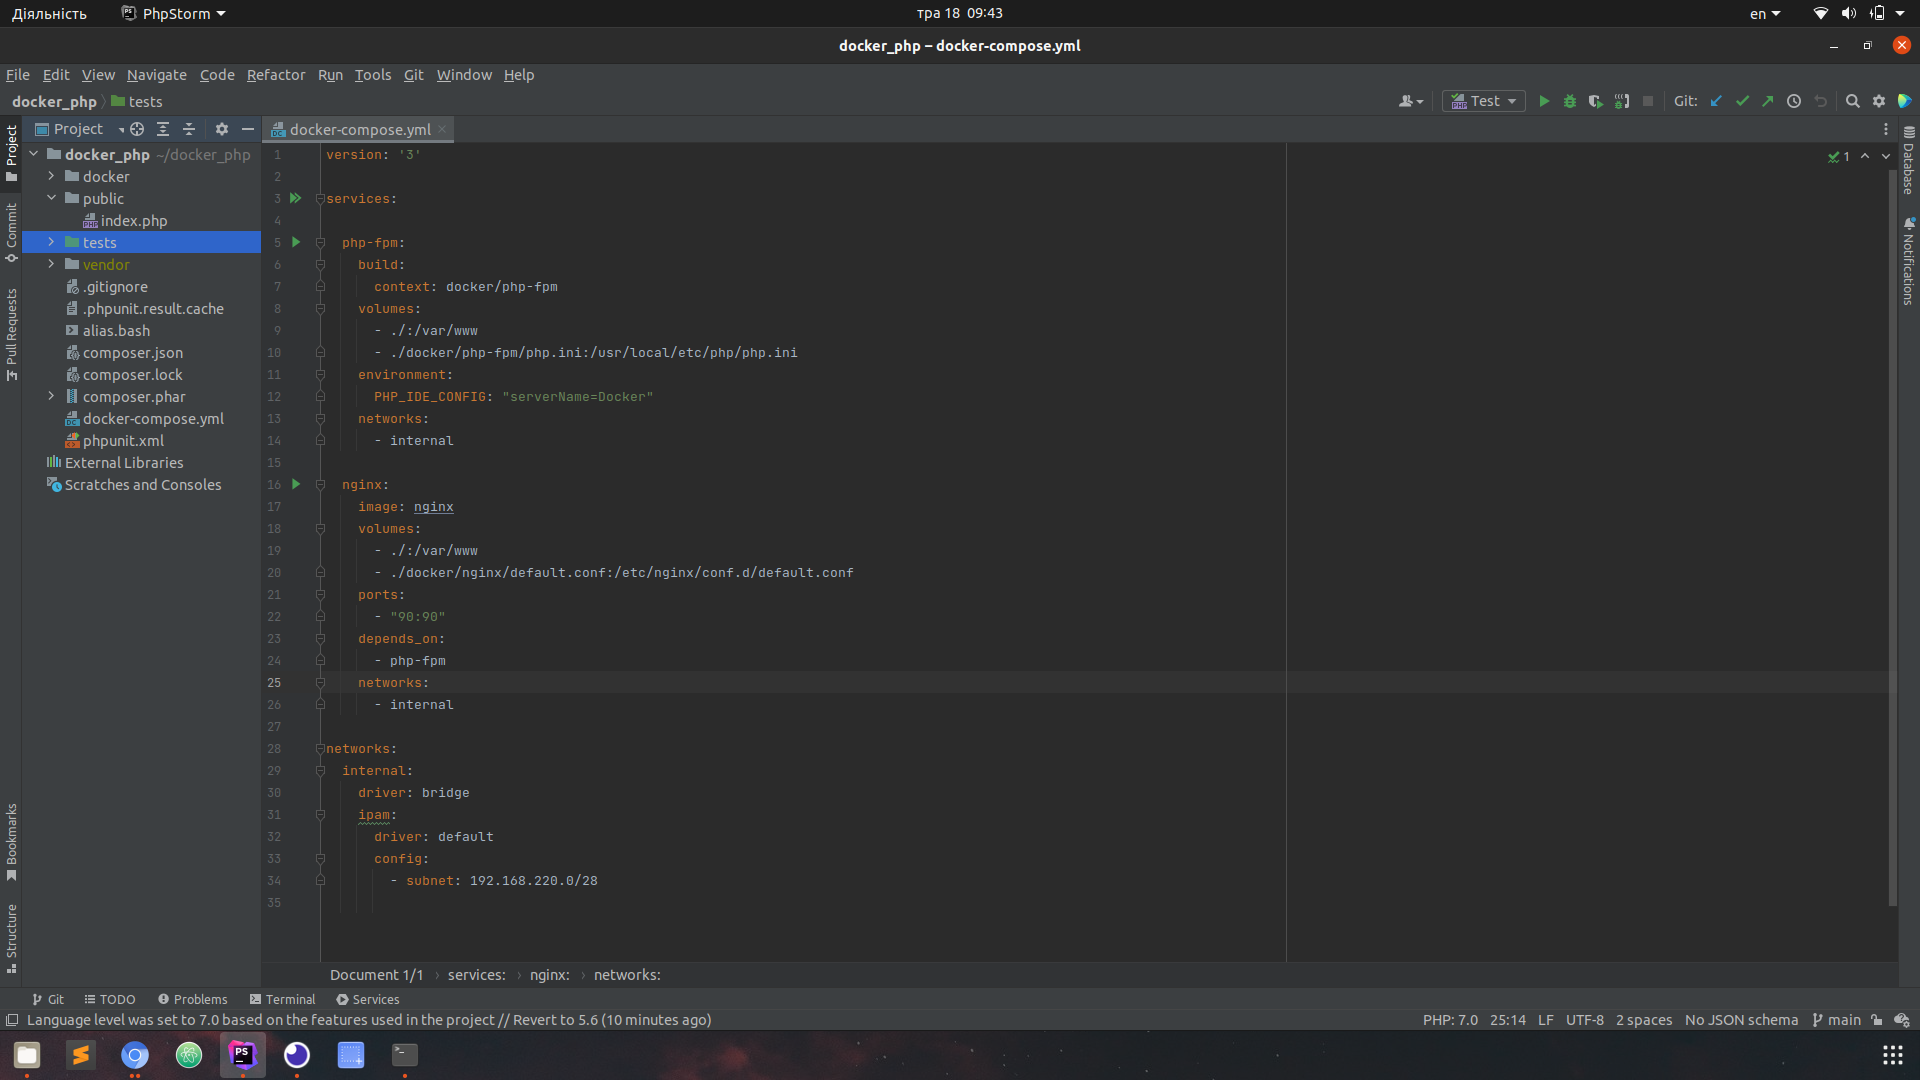 Діяльність
PhpStorm
тра 18 09:43
en
docker_php – docker-compose.yml
File Edit View Navigate Code Refactor Run Tools Git Window Help
docker_php tests
Test
Git:
Project
docker-compose.yml
docker_php ~/docker_php
docker
public
index.php
tests
vendor
.gitignore
.phpunit.result.cache
alias.bash
composer.json
composer.lock
composer.phar
docker-compose.yml
phpunit.xml
External Libraries
Scratches and Consoles
Project
Commit
Pull Requests
Bookmarks
Structure
1 version: '3'
2
3 services:
4
5 php-fpm:
6 build:
7 context: docker/php-fpm
8 volumes:
9 - ./:/var/www
10 - ./docker/php-fpm/php.ini:/usr/local/etc/php/php.ini
11 environment:
12 PHP_IDE_CONFIG: "serverName=Docker"
13 networks:
14 - internal
15
16 nginx:
17 image: nginx
18 volumes:
19 - ./:/var/www
20 - ./docker/nginx/default.conf:/etc/nginx/conf.d/default.conf
21 ports:
22 - "90:90"
23 depends_on:
24 - php-fpm
25 networks:
26 - internal
27
28 networks:
29 internal:
30 driver: bridge
31 ipam:
32 driver: default
33 config:
34 - subnet: 192.168.220.0/28
35
1
Database
Notifications
Document 1/1 › services: › nginx: › networks:
Git TODO Problems Terminal Services
Language level was set to 7.0 based on the features used in the project // Revert to 5.6 (10 minutes ago)
PHP: 7.0 25:14 LF UTF-8 2 spaces No JSON schema main